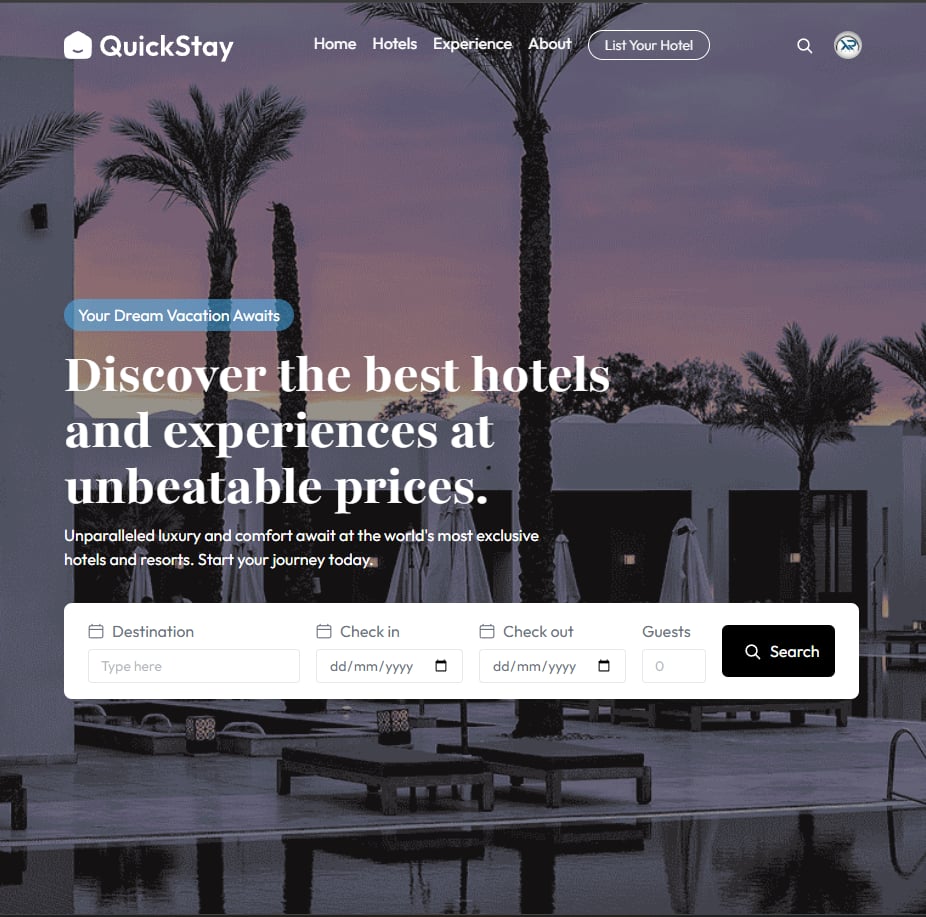 QuickStay
Home Hotels Experience About List Your Hotel
Your Dream Vacation Awaits
Discover the best hotels
and experiences at
unbeatable prices.
Unparalleled luxury and comfort await at the world's most exclusive
hotels and resorts. Start your journey today.
Destination Check in Check out Guests
Type here dd/mm/yyyy dd/mm/yyyy 0
Search